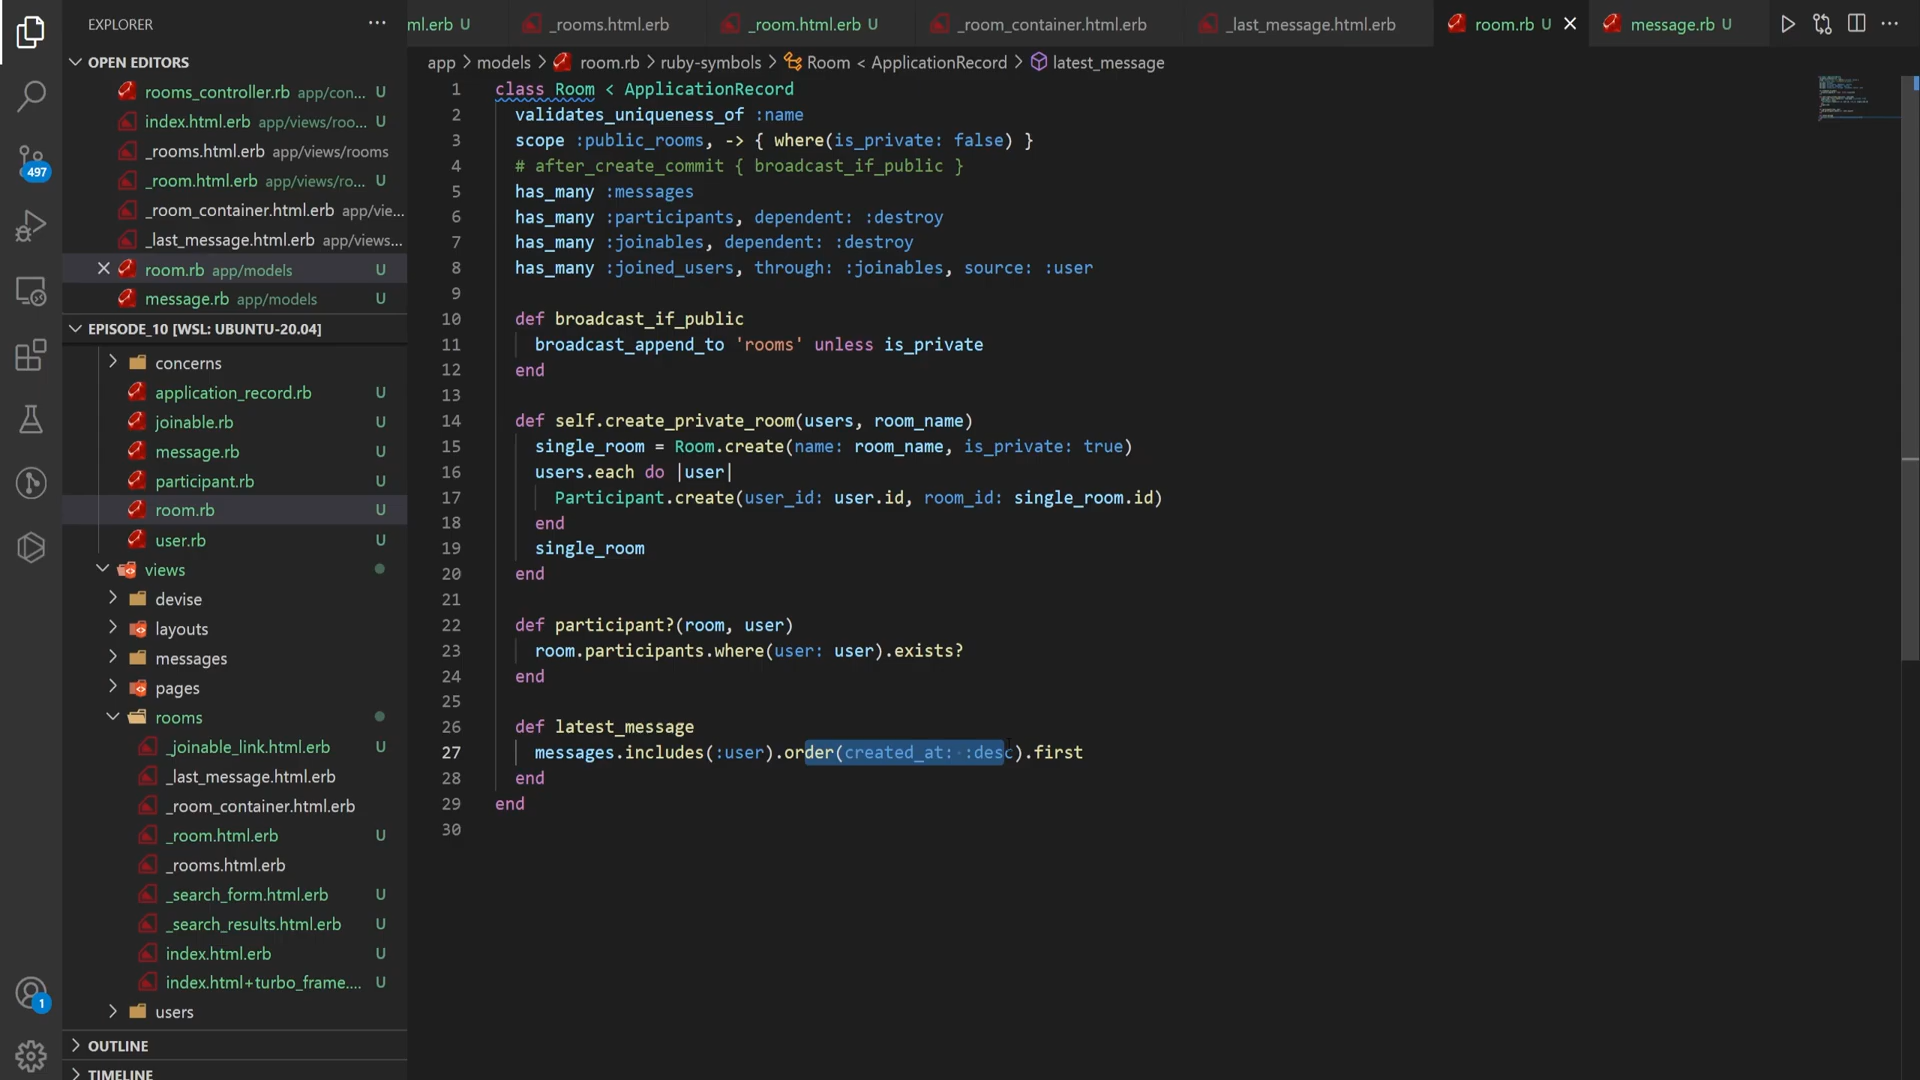 EXPLORER
OPEN EDITORS
rooms_controller.rb app/con... U
index.html.erb app/views/roo... U
_rooms.html.erb app/views/rooms
_room.html.erb app/views/ro... U
_room_container.html.erb app/vie...
_last_message.html.erb app/views...
room.rb app/models U
message.rb app/models U
EPISODE_10 [WSL: UBUNTU-20.04]
concerns
application_record.rb U
joinable.rb U
message.rb U
participant.rb U
room.rb U
user.rb U
views
devise
layouts
messages
pages
rooms
_joinable_link.html.erb U
_last_message.html.erb
_room_container.html.erb
_room.html.erb U
_rooms.html.erb
_search_form.html.erb U
_search_results.html.erb U
index.html.erb U
index.html+turbo_frame.... U
users
OUTLINE
TIMELINE
497
1
ml.erb U _rooms.html.erb _room.html.erb U _room_container.html.erb _last_message.html.erb room.rb U message.rb U
app > models > room.rb > ruby-symbols > Room < ApplicationRecord > latest_message
1 class Room < ApplicationRecord
2 validates_uniqueness_of :name
3 scope :public_rooms, -> { where(is_private: false) }
4 # after_create_commit { broadcast_if_public }
5 has_many :messages
6 has_many :participants, dependent: :destroy
7 has_many :joinables, dependent: :destroy
8 has_many :joined_users, through: :joinables, source: :user
9
10 def broadcast_if_public
11 broadcast_append_to 'rooms' unless is_private
12 end
13
14 def self.create_private_room(users, room_name)
15 single_room = Room.create(name: room_name, is_private: true)
16 users.each do |user|
17 Participant.create(user_id: user.id, room_id: single_room.id)
18 end
19 single_room
20 end
21
22 def participant?(room, user)
23 room.participants.where(user: user).exists?
24 end
25
26 def latest_message
27 messages.includes(:user).order(created_at: :desc).first
28 end
29 end
30